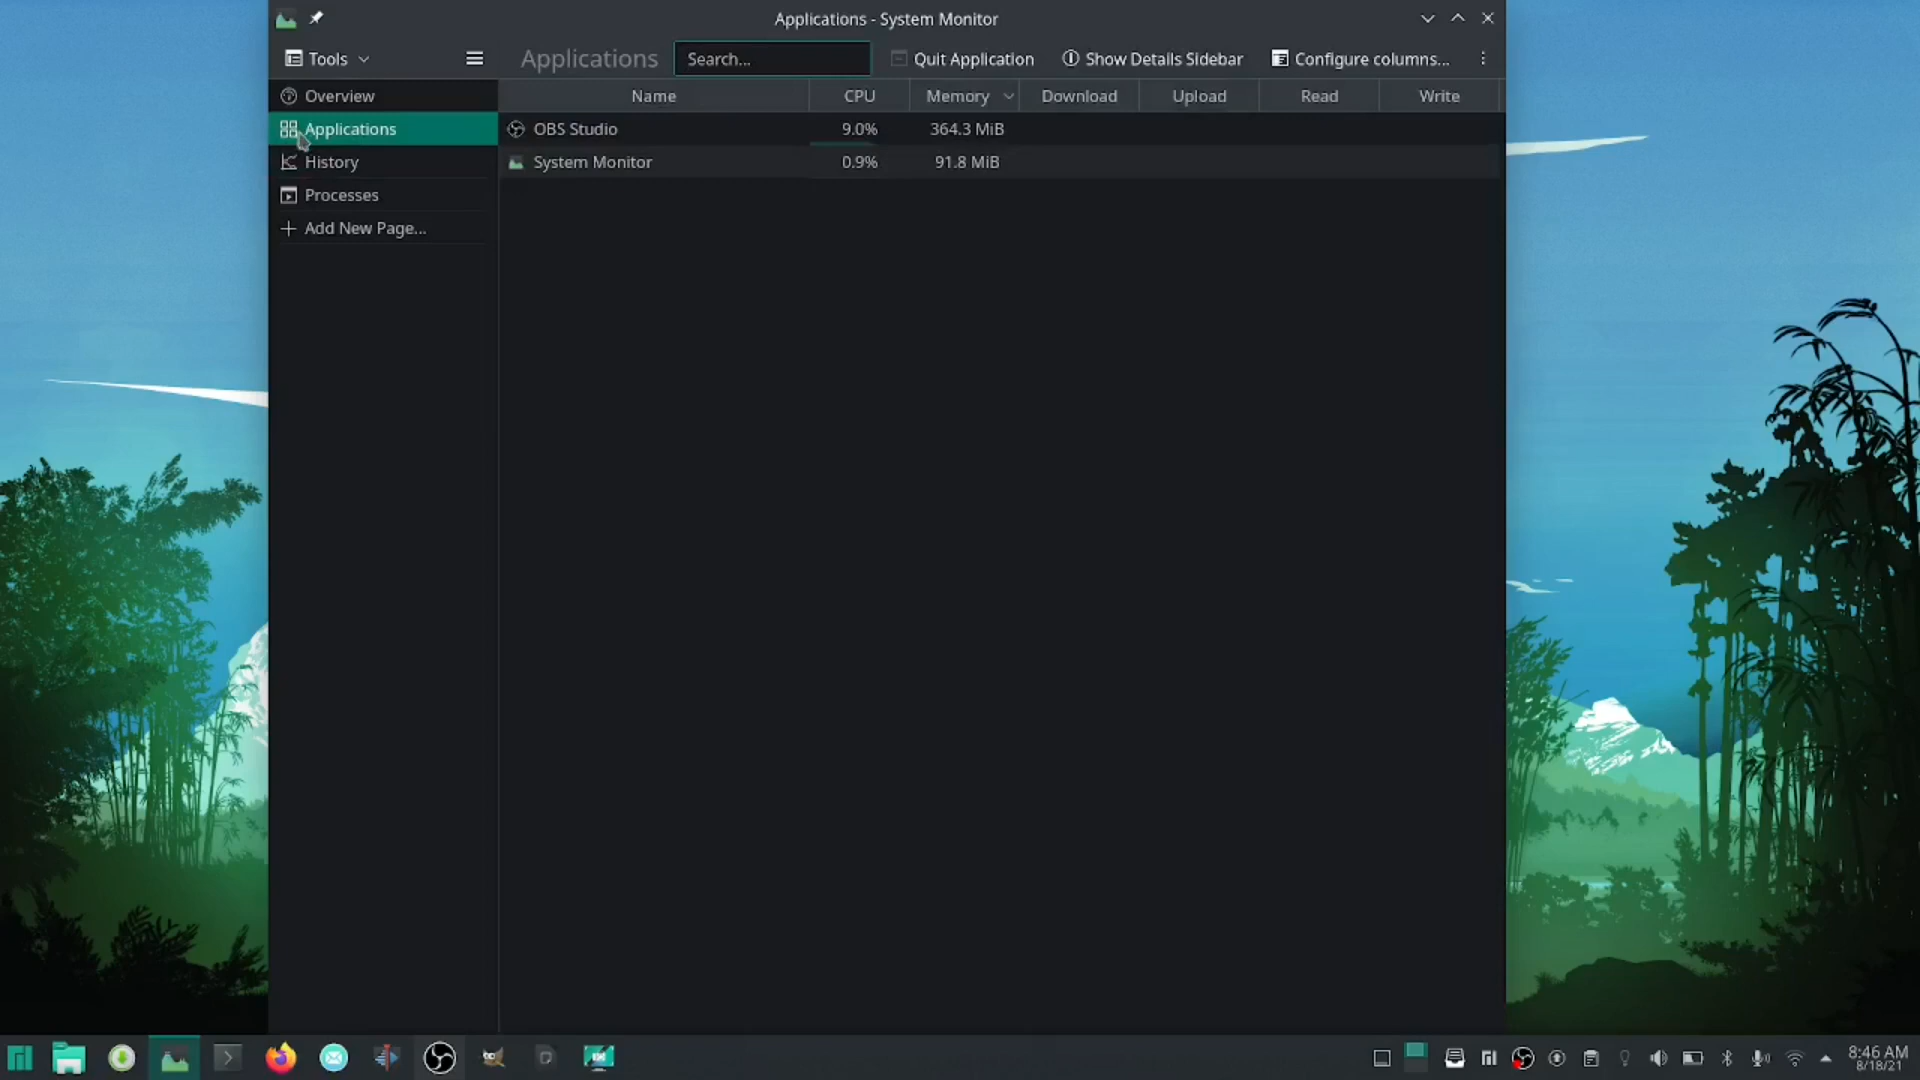 Applications - System Monitor
Tools
Applications
Search...
Quit Application
Show Details Sidebar
Configure columns...
Overview
Applications
History
Processes
Add New Page...
Name CPU Memory Download Upload Read Write
OBS Studio 9.0% 364.3 MiB
System Monitor 0.9% 91.8 MiB
8:46 AM
8/18/21